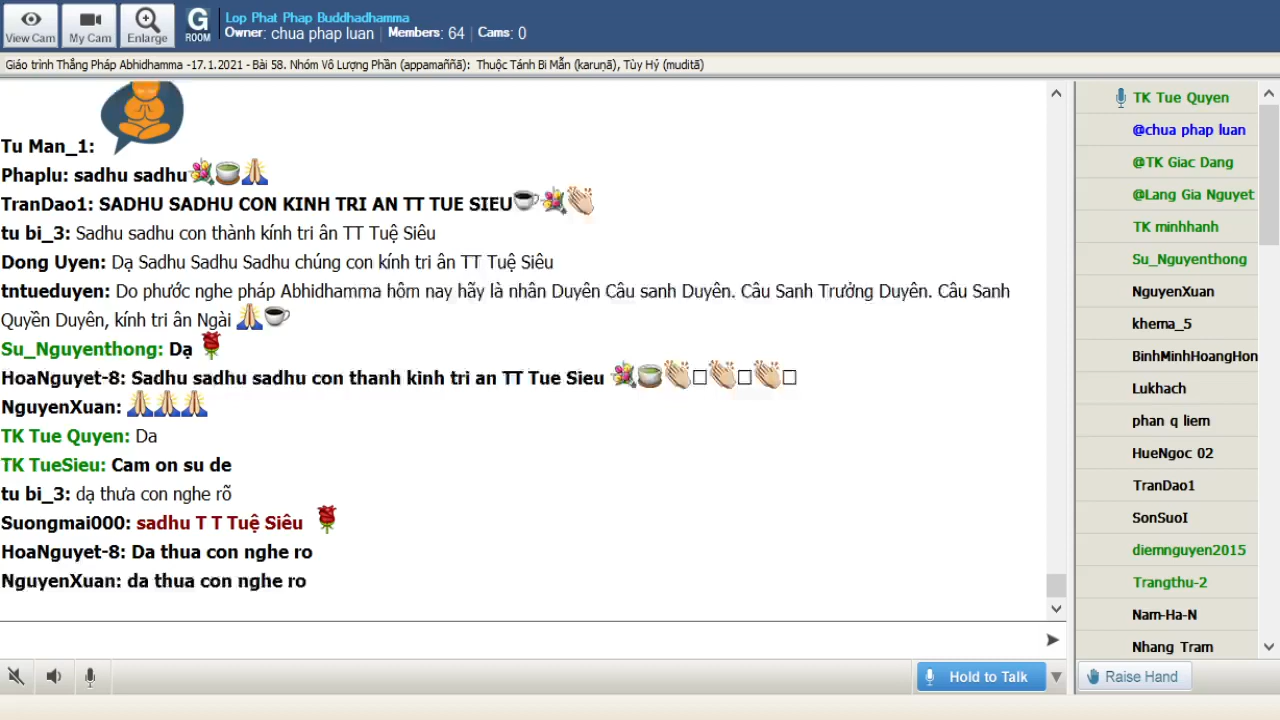 View Cam
My Cam
Enlarge
G
ROOM
Lop Phat Phap Buddhadhamma
Owner: chua phap luan Members: 64 Cams: 0
Giáo trình Thắng Pháp Abhidhamma -17.1.2021 - Bài 58. Nhóm Vô Lượng Phần (appamaññā): Thuộc Tánh Bi Mẫn (karuṇā), Tùy Hỷ (muditā)
Tu Man_1:
Phaplu: sadhu sadhu
TranDao1: SADHU SADHU CON KINH TRI AN TT TUE SIEU
tu bi_3: Sadhu sadhu con thành kính tri ân TT Tuệ Siêu
Dong Uyen: Dạ Sadhu Sadhu Sadhu chúng con kính tri ân TT Tuệ Siêu
tntueduyen: Do phước nghe pháp Abhidhamma hôm nay hãy là nhân Duyên Câu sanh Duyên. Câu Sanh Trưởng Duyên. Câu Sanh
Quyền Duyên, kính tri ân Ngài
Su_Nguyenthong: Dạ
HoaNguyet-8: Sadhu sadhu sadhu con thanh kinh tri an TT Tue Sieu
NguyenXuan:
TK Tue Quyen: Da
TK TueSieu: Cam on su de
tu bi_3: dạ thưa con nghe rõ
Suongmai000: sadhu T T Tuệ Siêu
HoaNguyet-8: Da thua con nghe ro
NguyenXuan: da thua con nghe ro
TK Tue Quyen
@chua phap luan
@TK Giac Dang
@Lang Gia Nguyet
TK minhhanh
Su_Nguyenthong
NguyenXuan
khema_5
BinhMinhHoangHon
Lukhach
phan q liem
HueNgoc 02
TranDao1
SonSuoI
diemnguyen2015
Trangthu-2
Nam-Ha-N
Nhang Tram
Hold to Talk
Raise Hand